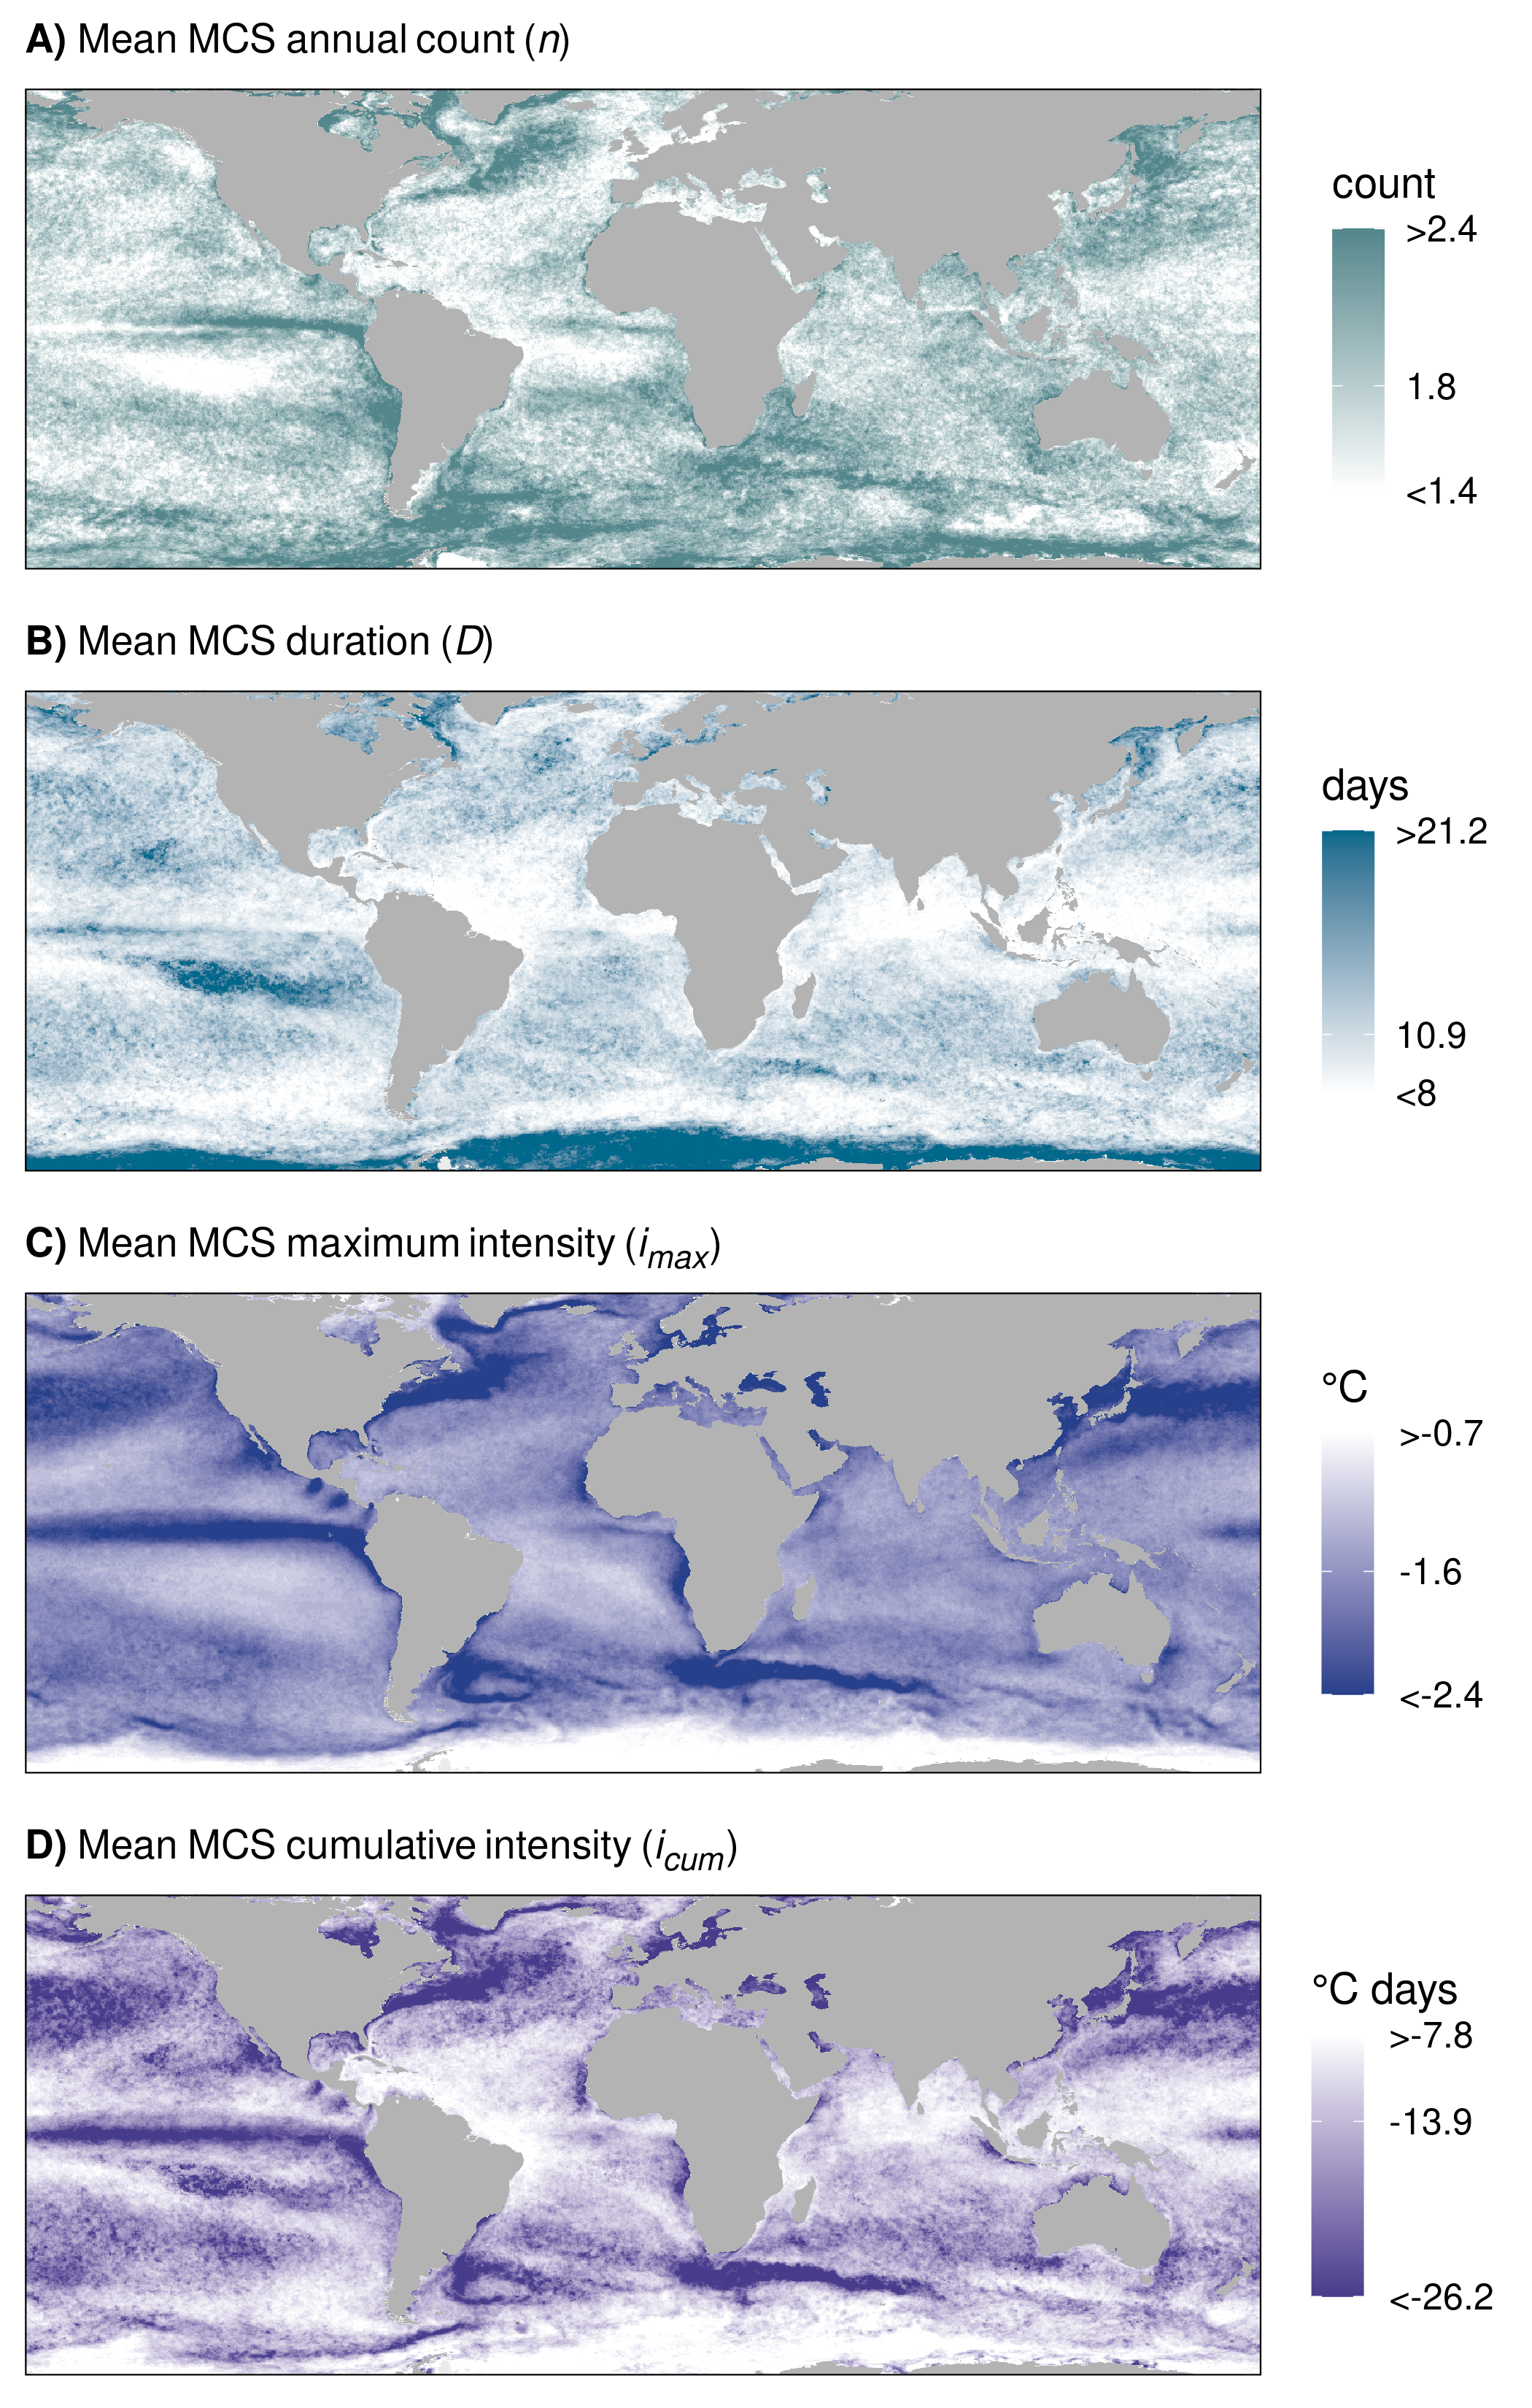 A) Mean MCS annual count (n)
count
>2.4
1.8
<1.4
B) Mean MCS duration (D)
days
>21.2
10.9
<8
C) Mean MCS maximum intensity (imax)
°C
>-0.7
-1.6
<-2.4
D) Mean MCS cumulative intensity (icum)
°C days
>-7.8
-13.9
<-26.2